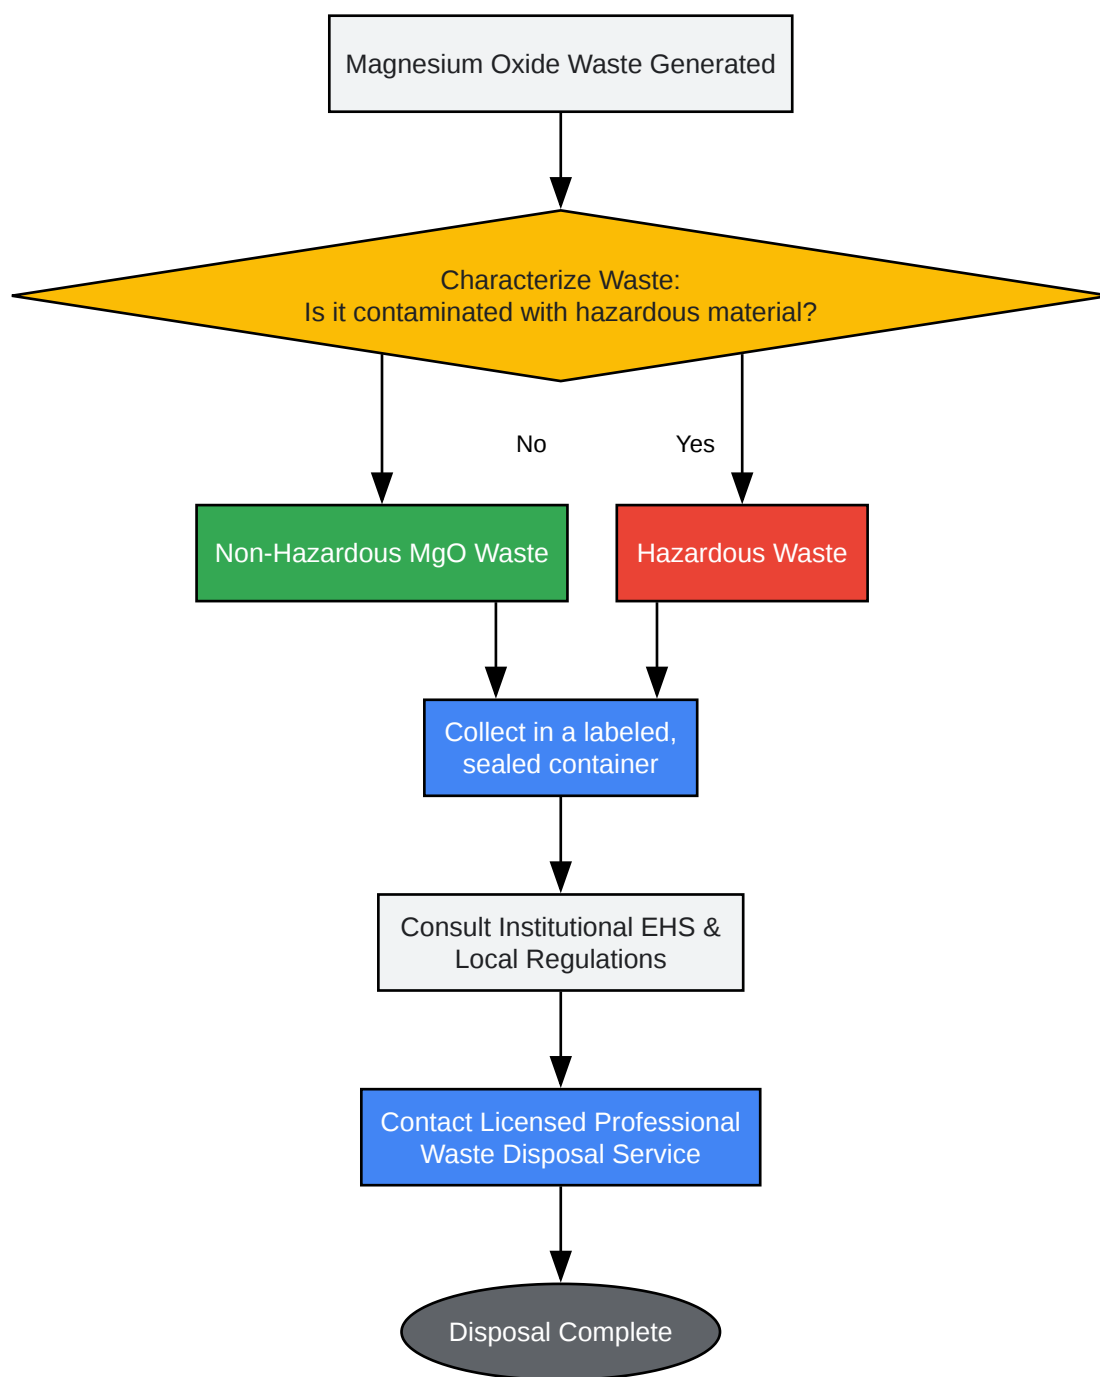 Magnesium Oxide Waste Generated
Characterize Waste:
Is it contaminated with hazardous material?
No
Yes
Non-Hazardous MgO Waste
Hazardous Waste
Collect in a labeled,
sealed container
Consult Institutional EHS &
Local Regulations
Contact Licensed Professional
Waste Disposal Service
Disposal Complete